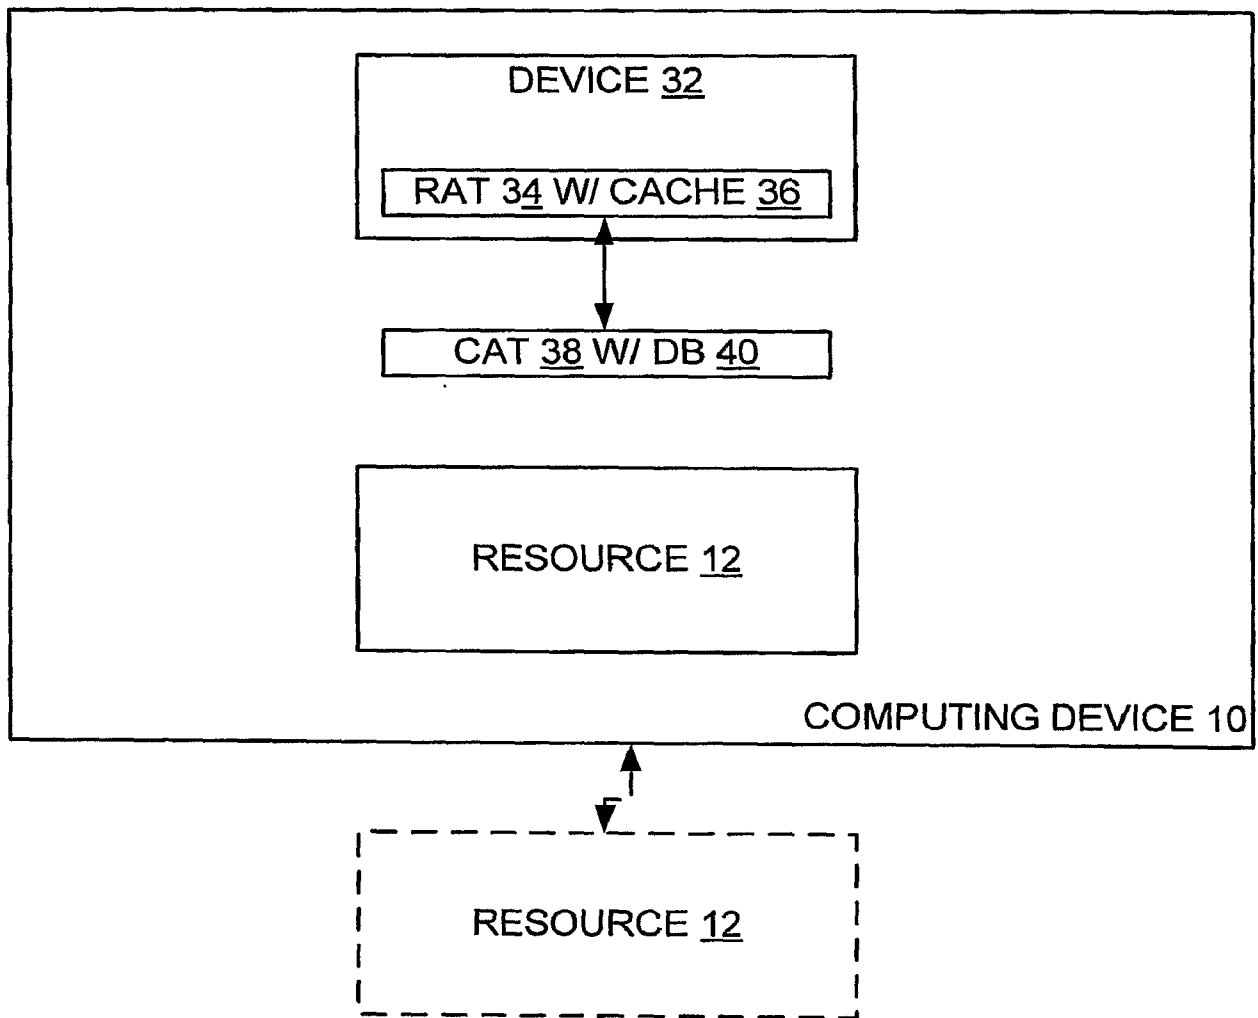 DEVICE 32
RAT 34 W/ CACHE 36
CAT 38 W/ DB 40
RESOURCE 12
COMPUTING DEVICE 10
RESOURCE 12